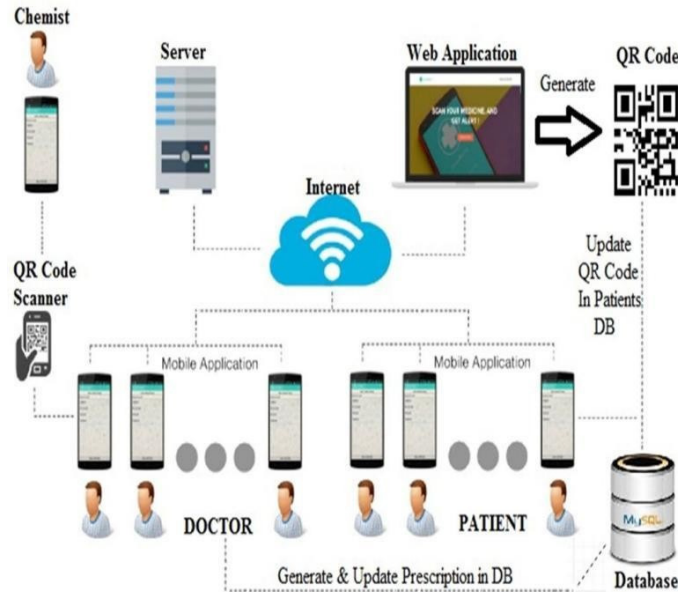 Chemist
Server
Web Application
QR Code
Generate
SCAN YOUR MEDICINE, AND
GET ALERT !
Internet
QR Code
Scanner
Update
QR Code
In Patients
DB
Mobile Application
Mobile Application
DOCTOR
PATIENT
MySQL
Generate & Update Prescription in DB
Database